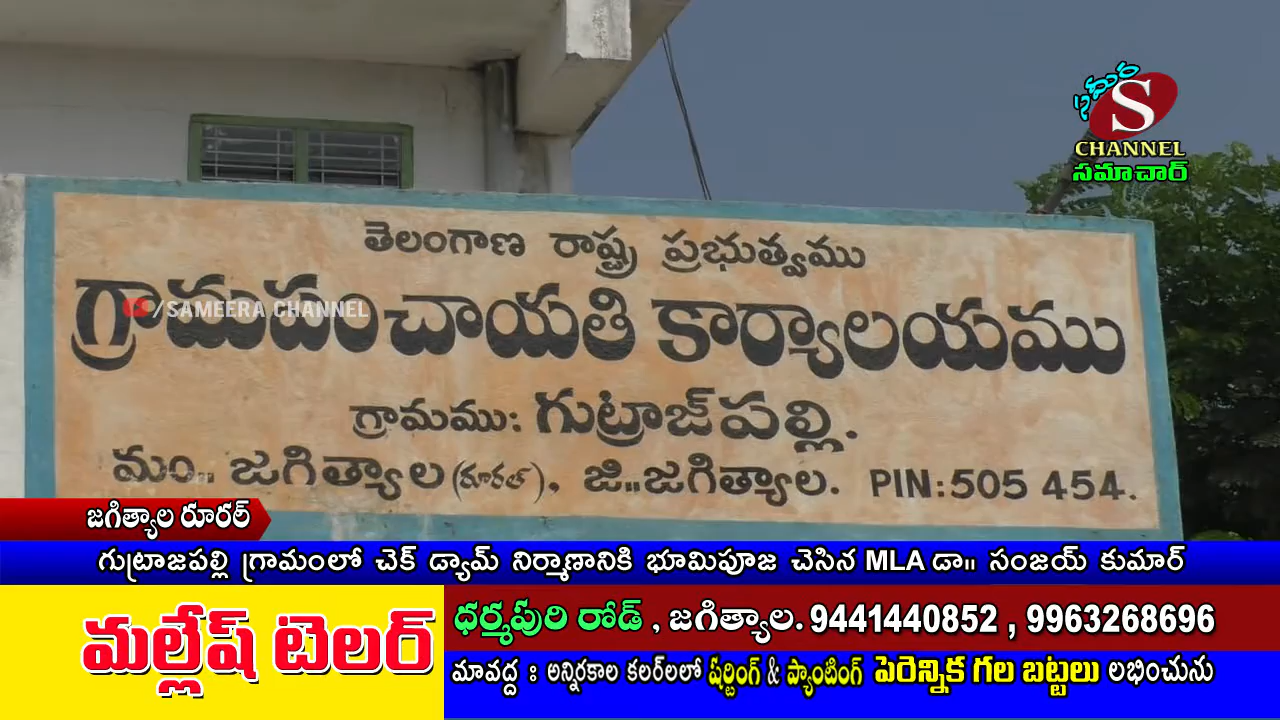 సమీర
S
CHANNEL
సమాచార్
తెలంగాణ రాష్ట్ర ప్రభుత్వము
గ్రామపంచాయతి కార్యాలయము
/SAMEERA CHANNEL
గ్రామము: గుట్రాజ్‌పల్లి.
మం.. జగిత్యాల (రూరల్), జి..జగిత్యాల. PIN:505 454.
జగిత్యాల రూరల్
గుట్రాజపల్లి గ్రామంలో చెక్ డ్యామ్ నిర్మాణానికి భూమిపూజ చెసిన MLA డా॥ సంజయ్ కుమార్
మల్లేష్ టెలర్
ధర్మపురి రోడ్ , జగిత్యాల. 9441440852 , 9963268696
మావద్ద : అన్నిరకాల కలర్‌లలో షర్టింగ్ & ప్యాంటింగ్ పెరెన్నిక గల బట్టలు లభించును